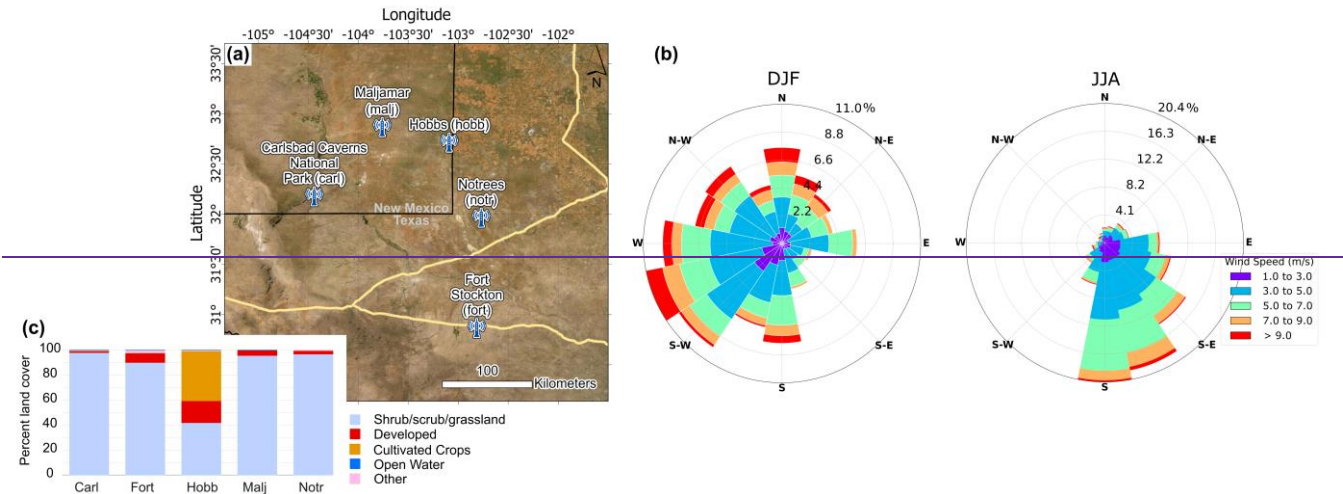 Longitude
-105° -104°30' -104° -103°30' -103° -102°30' -102°
(a)
33°30'
33°
32°30'
32°
31°30'
31°
Latitude
N
Maljamar
(malj)
Hobbs (hobb)
Carlsbad Caverns
National
Park (carl)
Notrees
(notr)
New Mexico
Texas
Fort
Stockton
(fort)
100
Kilometers
(b)
DJF
N
N-E
E
S-E
S
S-W
W
N-W
11.0%
8.8
6.6
4.4
2.2
JJA
N
N-E
E
S-E
S
S-W
W
N-W
20.4%
16.3
12.2
8.2
4.1
Wind Speed (m/s)
1.0 to 3.0
3.0 to 5.0
5.0 to 7.0
7.0 to 9.0
> 9.0
(c)
Percent land cover
100
80
60
40
20
0
Carl Fort Hobb Malj Notr
Shrub/scrub/grassland
Developed
Cultivated Crops
Open Water
Other